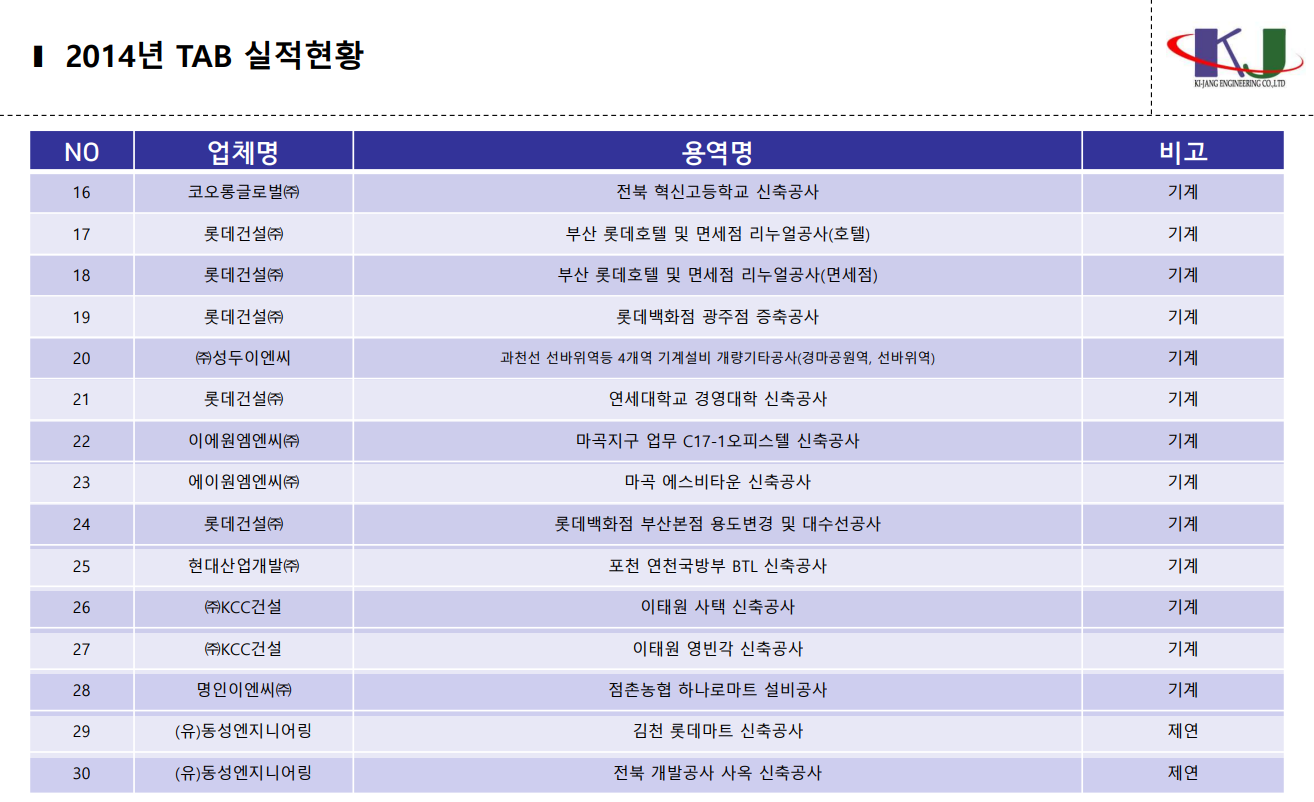 2014년 TAB 실적현황
KJ
KI-JANG ENGINEERING CO.,LTD
NO 업체명 용역명 비고
16 코오롱글로벌㈜ 전북 혁신고등학교 신축공사 기계
17 롯데건설㈜ 부산 롯데호텔 및 면세점 리뉴얼공사(호텔) 기계
18 롯데건설㈜ 부산 롯데호텔 및 면세점 리뉴얼공사(면세점) 기계
19 롯데건설㈜ 롯데백화점 광주점 증축공사 기계
20 ㈜성두이엔씨 과천선 선바위역등 4개역 기계설비 개량기타공사(경마공원역, 선바위역) 기계
21 롯데건설㈜ 연세대학교 경영대학 신축공사 기계
22 이에원엠엔씨㈜ 마곡지구 업무 C17-1오피스텔 신축공사 기계
23 에이원엠엔씨㈜ 마곡 에스비타운 신축공사 기계
24 롯데건설㈜ 롯데백화점 부산본점 용도변경 및 대수선공사 기계
25 현대산업개발㈜ 포천 연천국방부 BTL 신축공사 기계
26 ㈜KCC건설 이태원 사택 신축공사 기계
27 ㈜KCC건설 이태원 영빈각 신축공사 기계
28 명인이엔씨㈜ 점촌농협 하나로마트 설비공사 기계
29 (유)동성엔지니어링 김천 롯데마트 신축공사 제연
30 (유)동성엔지니어링 전북 개발공사 사옥 신축공사 제연